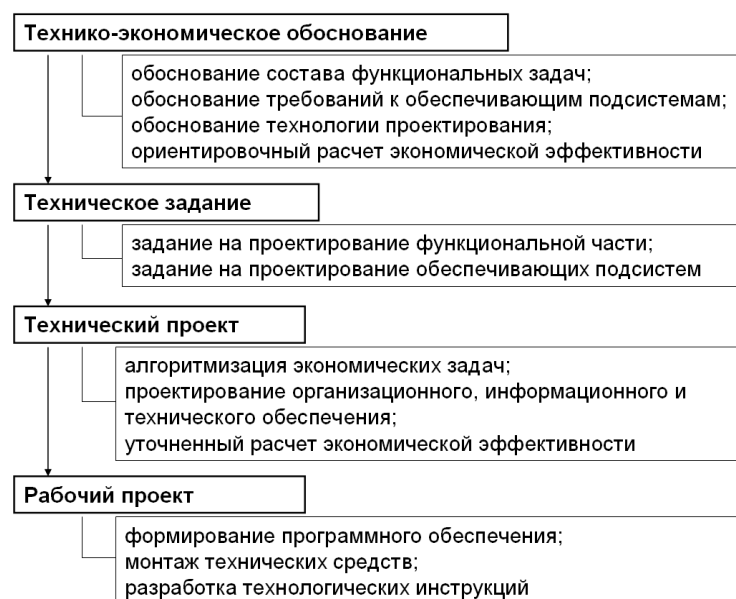 Технико-экономическое обоснование
обоснование состава функциональных задач;
обоснование требований к обеспечивающим подсистемам;
обоснование технологии проектирования;
ориентировочный расчет экономической эффективности
Техническое задание
задание на проектирование функциональной части;
задание на проектирование обеспечивающих подсистем
Технический проект
алгоритмизация экономических задач;
проектирование организационного, информационного и
технического обеспечения;
уточненный расчет экономической эффективности
Рабочий проект
формирование программного обеспечения;
монтаж технических средств;
разработка технологических инструкций